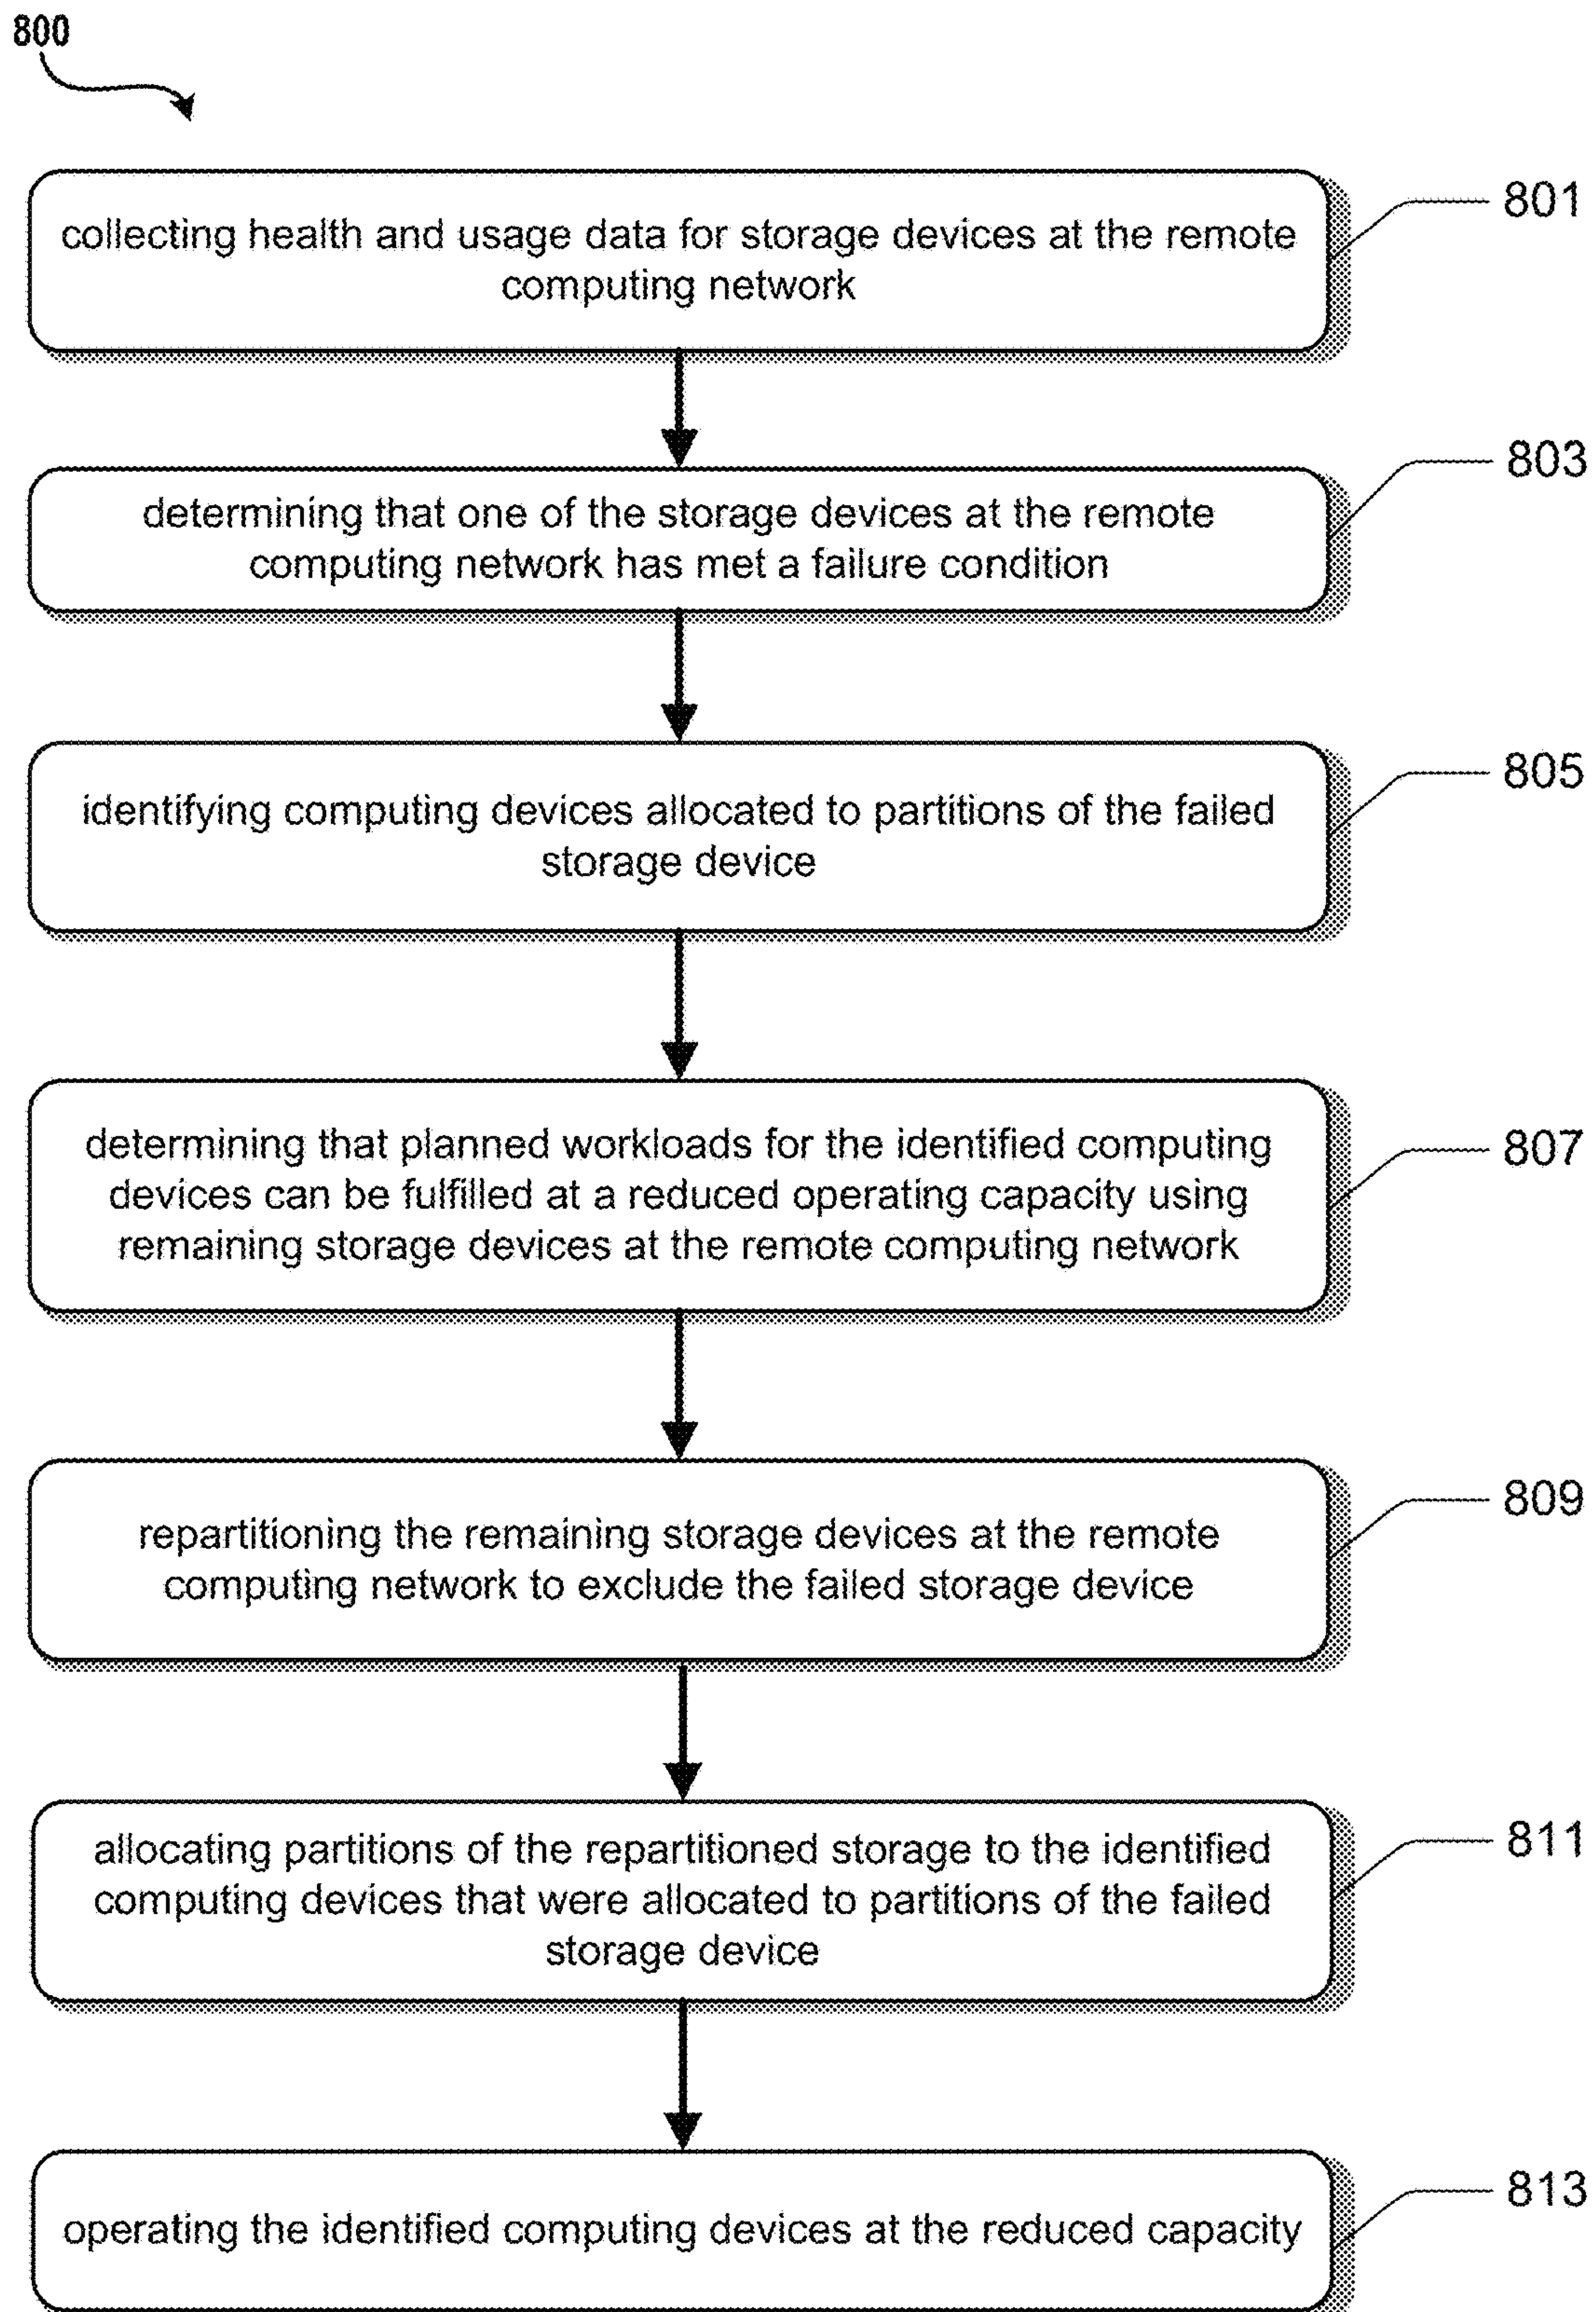 800
collecting health and usage data for storage devices at the remote
computing network
801
determining that one of the storage devices at the remote
computing network has met a failure condition
803
identifying computing devices allocated to partitions of the failed
storage device
805
determining that planned workloads for the identified computing
devices can be fulfilled at a reduced operating capacity using
remaining storage devices at the remote computing network
807
repartitioning the remaining storage devices at the remote
computing network to exclude the failed storage device
809
allocating partitions of the repartitioned storage to the identified
computing devices that were allocated to partitions of the failed
storage device
811
operating the identified computing devices at the reduced capacity
813